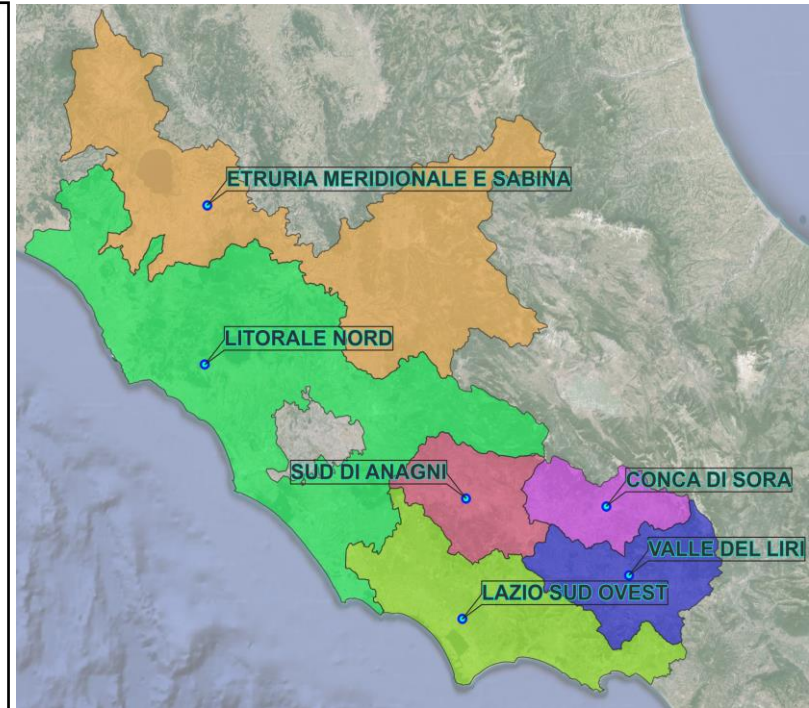 ETRURIA MERIDIONALE E SABINA
LITORALE NORD
SUD DI ANAGNI
CONCA DI SORA
VALLE DEL LIRI
LAZIO SUD OVEST